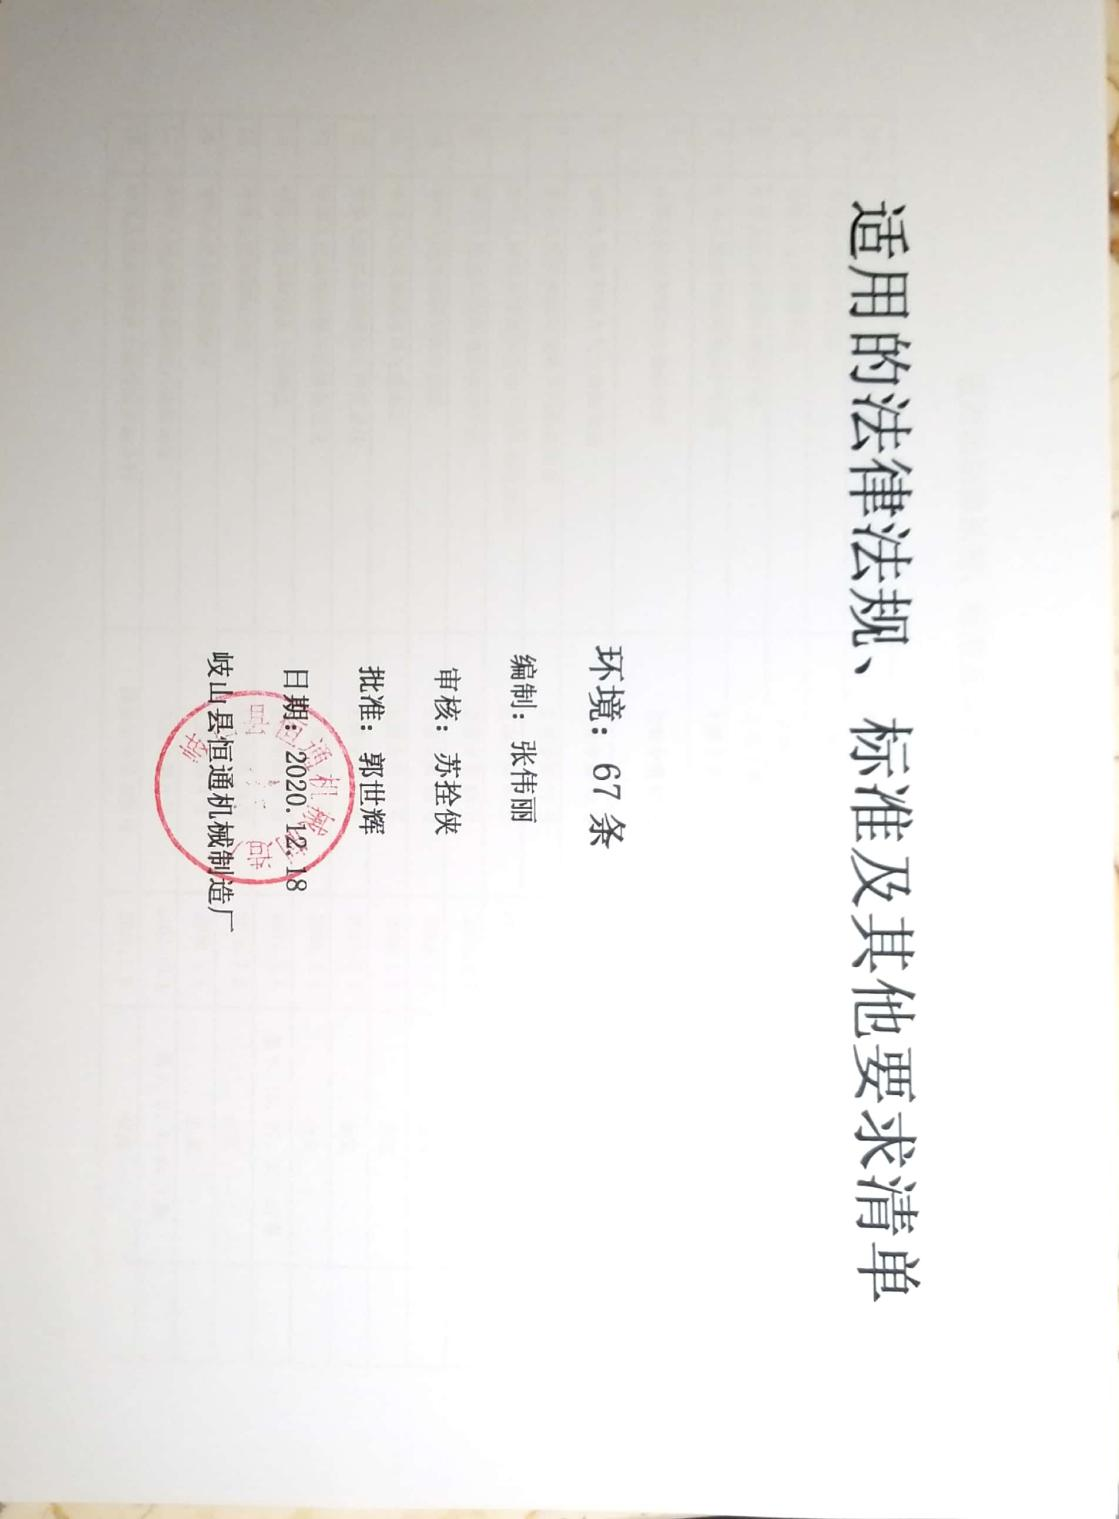 适用的法律法规、标准及其他要求清单
环境：67条
编制：张伟丽
审核：苏拴侠
批准：郭世辉
日期：2020.12.18
岐山县恒通机械制造厂